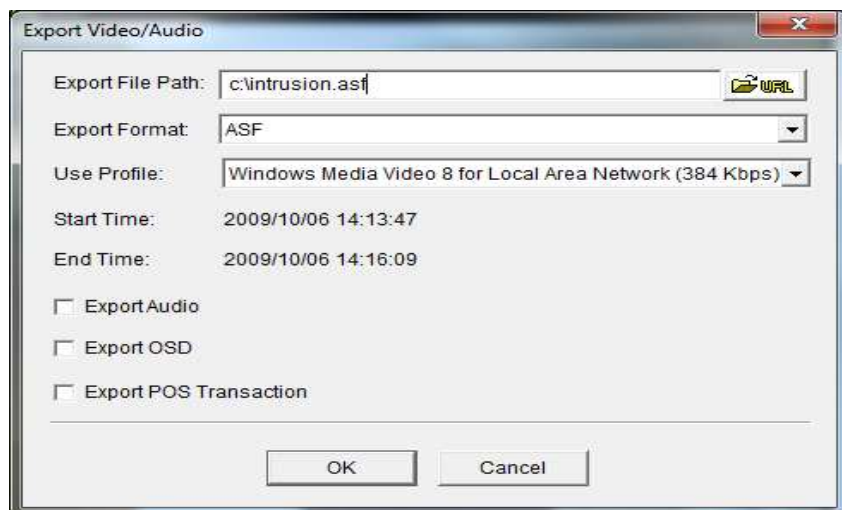 Export Video/Audio
Export File Path: c:\intrusion.asf URL
Export Format: ASF
Use Profile: Windows Media Video 8 for Local Area Network (384 Kbps)
Start Time: 2009/10/06 14:13:47
End Time: 2009/10/06 14:16:09
Export Audio
Export OSD
Export POS Transaction
OK Cancel